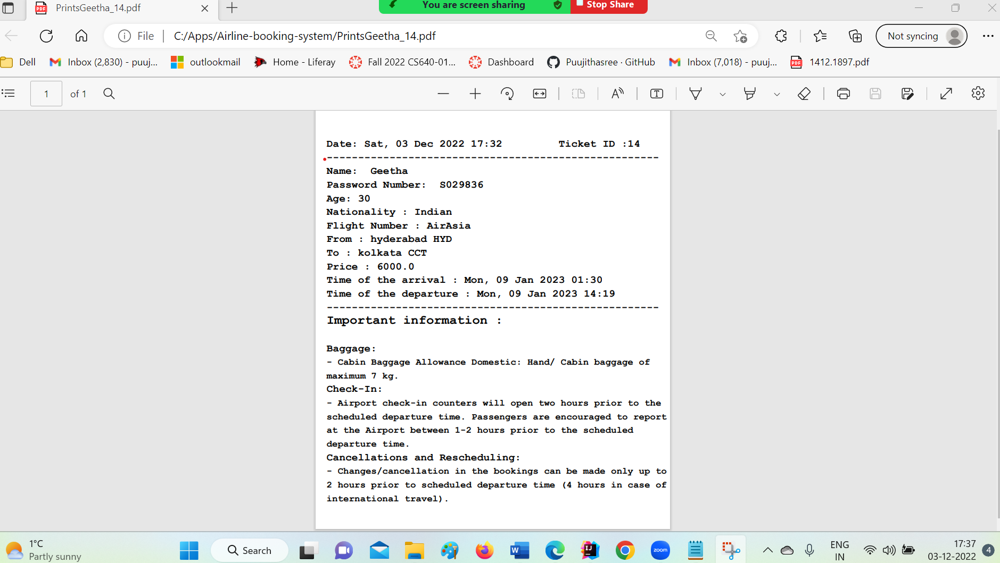 PrintsGeetha_14.pdf
You are screen sharing
Stop Share
File
C:/Apps/Airline-booking-system/PrintsGeetha_14.pdf
Not syncing
Dell
Inbox (2,830) - puuj...
outlookmail
Home - Liferay
Fall 2022 CS640-01...
Dashboard
Puujithasree · GitHub
Inbox (7,018) - puuj...
1412.1897.pdf
1 of 1
Date: Sat, 03 Dec 2022 17:32 Ticket ID :14
-----------------------------------------------------
Name: Geetha
Password Number: S029836
Age: 30
Nationality : Indian
Flight Number : AirAsia
From : hyderabad HYD
To : kolkata CCT
Price : 6000.0
Time of the arrival : Mon, 09 Jan 2023 01:30
Time of the departure : Mon, 09 Jan 2023 14:19
-----------------------------------------------------
Important information :
Baggage:
- Cabin Baggage Allowance Domestic: Hand/ Cabin baggage of
maximum 7 kg.
Check-In:
- Airport check-in counters will open two hours prior to the
scheduled departure time. Passengers are encouraged to report
at the Airport between 1-2 hours prior to the scheduled
departure time.
Cancellations and Rescheduling:
- Changes/cancellation in the bookings can be made only up to
2 hours prior to scheduled departure time (4 hours in case of
international travel).
1°C
Partly sunny
Search
zoom
ENG
IN
17:37
03-12-2022
4